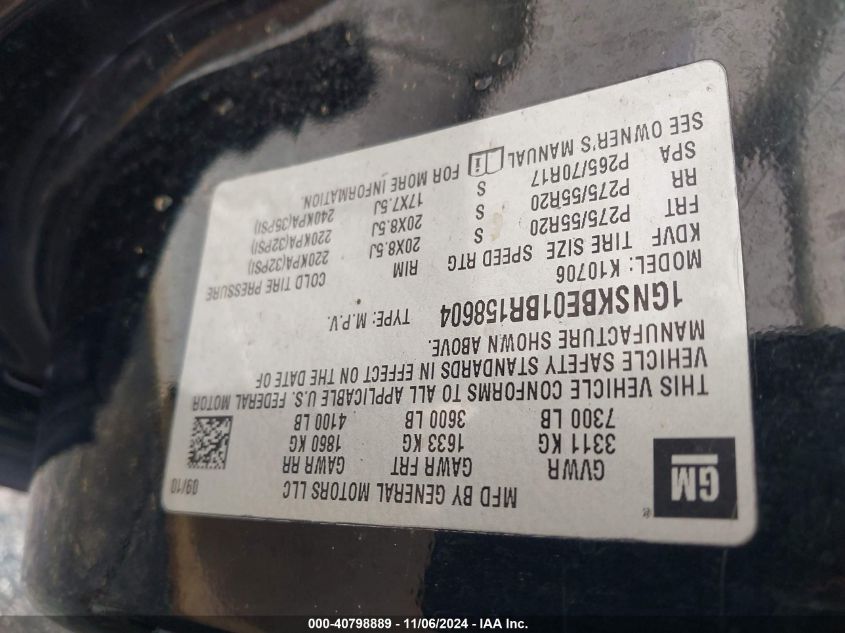 GM
®
MFD BY GENERAL MOTORS LLC 09/10
GVWR GAWR FRT GAWR RR
3311 KG 1633 KG 1860 KG
7300 LB 3600 LB 4100 LB
THIS VEHICLE CONFORMS TO ALL APPLICABLE U.S. FEDERAL MOTOR
VEHICLE SAFETY STANDARDS IN EFFECT ON THE DATE OF
MANUFACTURE SHOWN ABOVE.
1GNSKBE01BR158604 TYPE: M.P.V.
MODEL: K10706
KDVF TIRE SIZE SPEED RTG RIM COLD TIRE PRESSURE
FRT P275/55R20 S 20X8.5J 220KPA(32PSI)
RR P275/55R20 S 20X8.5J 220KPA(32PSI)
SPA P265/70R17 S 17X7.5J 240KPA(35PSI)
SEE OWNER'S MANUAL i FOR MORE INFORMATION.
000-40798889 - 11/06/2024 - IAA Inc.